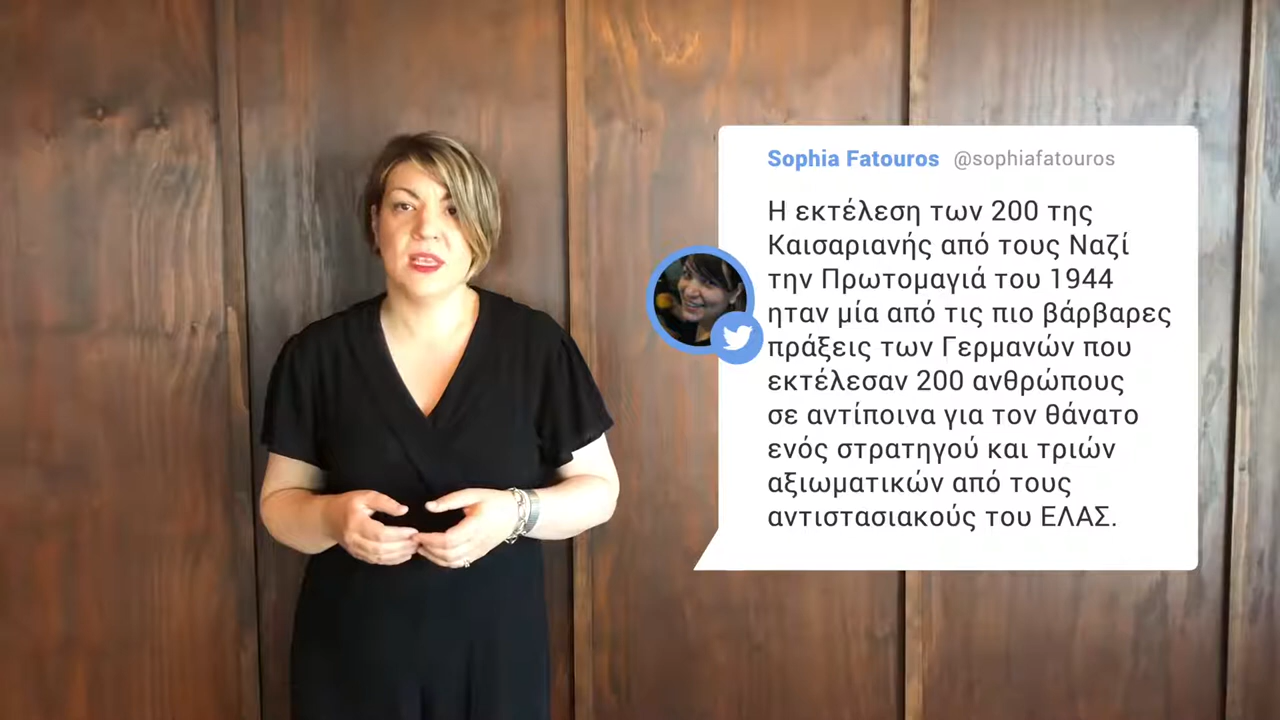 Sophia Fatouros @sophiafatouros
Η εκτέλεση των 200 της
Καισαριανής από τους Ναζί
την Πρωτομαγιά του 1944
ηταν μία από τις πιο βάρβαρες
πράξεις των Γερμανών που
εκτέλεσαν 200 ανθρώπους
σε αντίποινα για τον θάνατο
ενός στρατηγού και τριών
αξιωματικών από τους
αντιστασιακούς του ΕΛΑΣ.